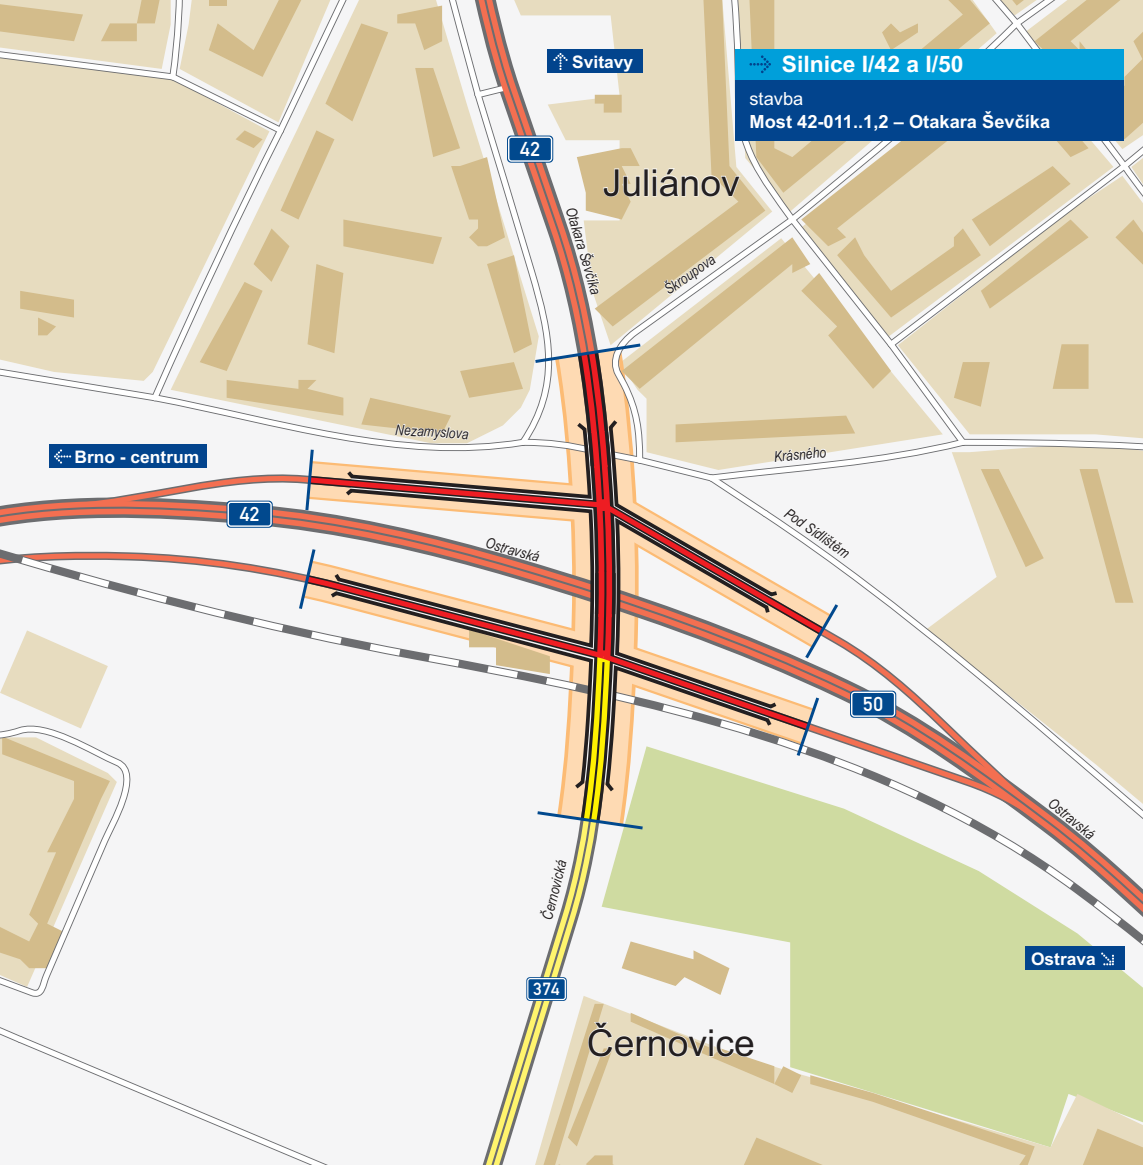 Svitavy
Silnice I/42 a I/50
stavba
Most 42-011..1,2 – Otakara Ševčíka
42
Juliánov
Otakara Ševčíka
Škroupova
Nezamyslova
Krásného
Brno - centrum
42
Ostravská
Pod Sídlištěm
50
Ostravská
Černovická
Ostrava
374
Černovice